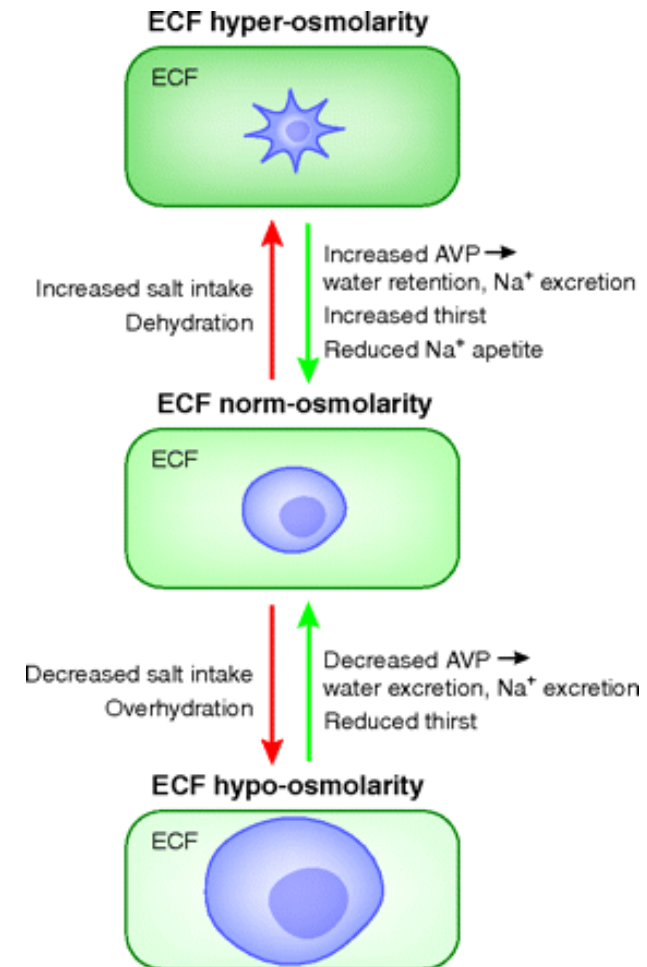 ECF hyper-osmolarity
ECF
Increased salt intake
Dehydration
Increased AVP →
water retention, Na⁺ excretion
Increased thirst
Reduced Na⁺ apetite
ECF norm-osmolarity
ECF
Decreased salt intake
Overhydration
Decreased AVP →
water excretion, Na⁺ excretion
Reduced thirst
ECF hypo-osmolarity
ECF